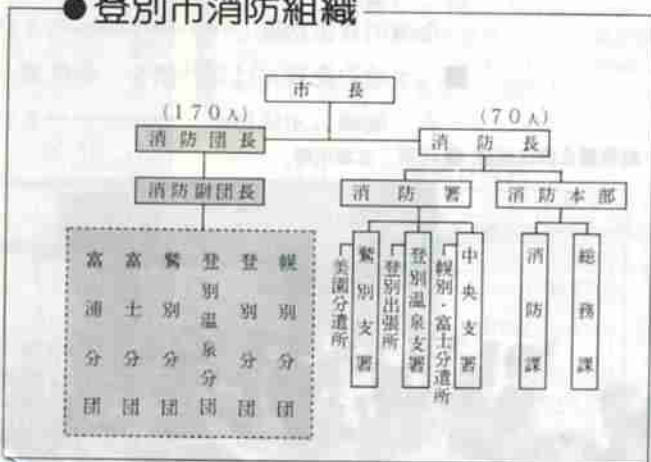 ●登別市消防組織
市長
(170人)
(70人)
消防団長
消防長
消防副団長
消防署
消防本部
幌別分団
登別分団
登別温泉分団
鷲別分団
富士分団
富浦分団
総務課
消防課
中央支署
幌別・富士分遣所
登別温泉支署
登別出張所
鷲別支署
美園分遣所